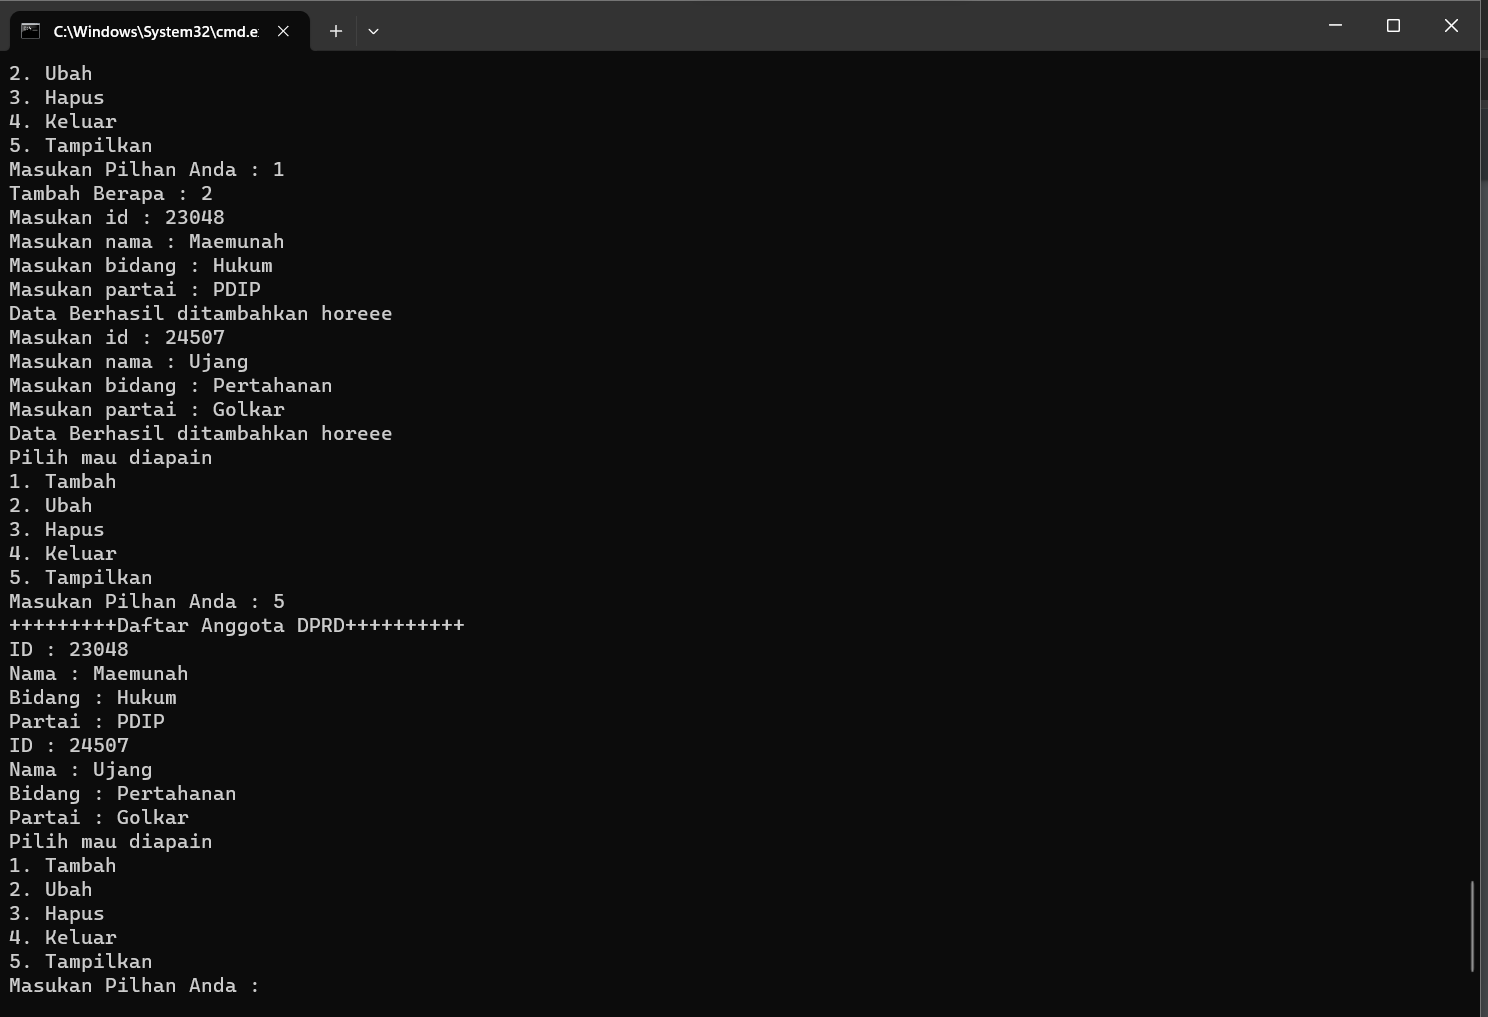 C:\Windows\System32\cmd.e
2. Ubah
3. Hapus
4. Keluar
5. Tampilkan
Masukan Pilhan Anda : 1
Tambah Berapa : 2
Masukan id : 23048
Masukan nama : Maemunah
Masukan bidang : Hukum
Masukan partai : PDIP
Data Berhasil ditambahkan horeee
Masukan id : 24507
Masukan nama : Ujang
Masukan bidang : Pertahanan
Masukan partai : Golkar
Data Berhasil ditambahkan horeee
Pilih mau diapain
1. Tambah
2. Ubah
3. Hapus
4. Keluar
5. Tampilkan
Masukan Pilhan Anda : 5
+++++++++Daftar Anggota DPRD++++++++++
ID : 23048
Nama : Maemunah
Bidang : Hukum
Partai : PDIP
ID : 24507
Nama : Ujang
Bidang : Pertahanan
Partai : Golkar
Pilih mau diapain
1. Tambah
2. Ubah
3. Hapus
4. Keluar
5. Tampilkan
Masukan Pilhan Anda :